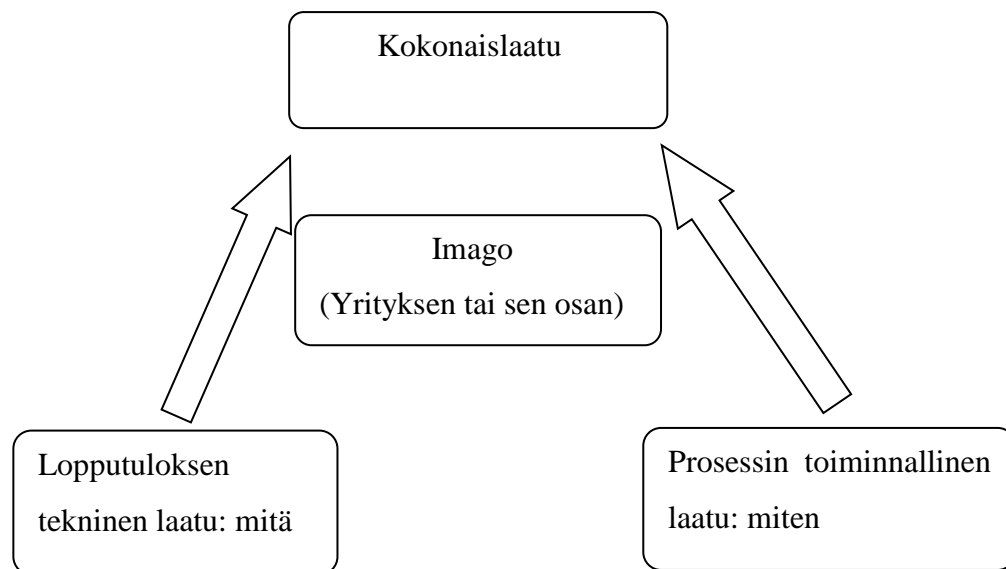 Kokonaislaatu
Imago
(Yrityksen tai sen osan)
Lopputuloksen
tekninen laatu: mitä
Prosessin toiminnallinen
laatu: miten